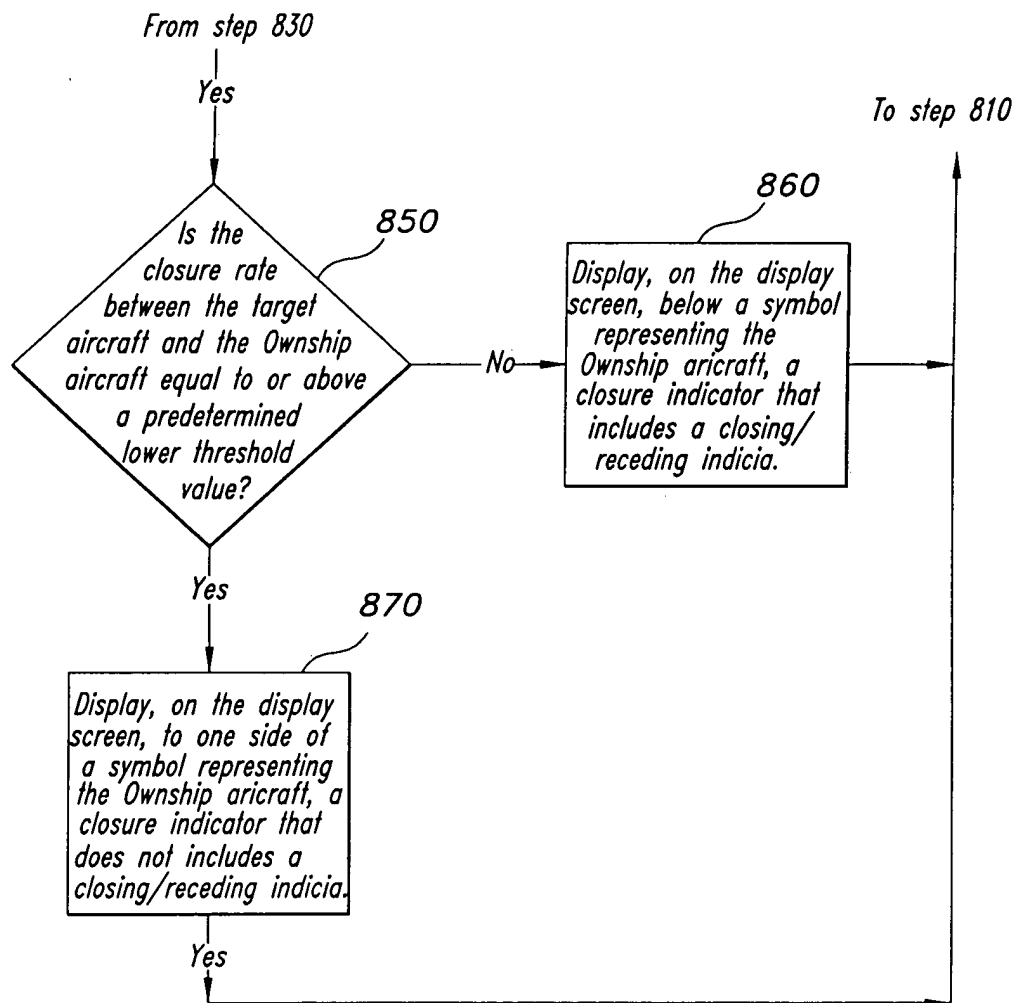 From step 830
Yes
To step 810
850
Is the
closure rate
between the target
aircraft and the Ownship
aircraft equal to or above
a predetermined
lower threshold
value?
No
860
Display, on the display
screen, below a symbol
representing the
Ownship aricraft, a
closure indicator that
includes a closing/
receding indicia.
Yes
870
Display, on the display
screen, to one side of
a symbol representing
the Ownship aricraft, a
closure indicator that
does not includes a
closing/receding indicia.
Yes